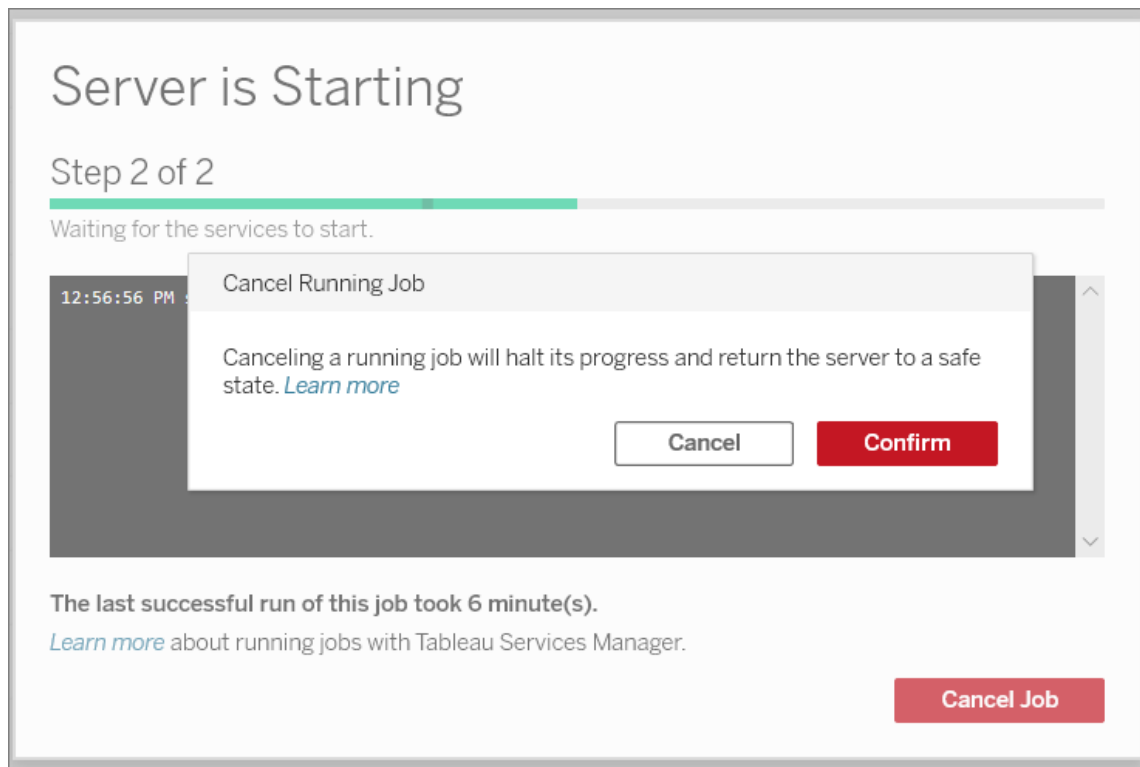 Server is Starting
Step 2 of 2
Waiting for the services to start.
12:56:56 PM
Cancel Running Job
Canceling a running job will halt its progress and return the server to a safe
state. Learn more
Cancel
Confirm
The last successful run of this job took 6 minute(s).
Learn more about running jobs with Tableau Services Manager.
Cancel Job